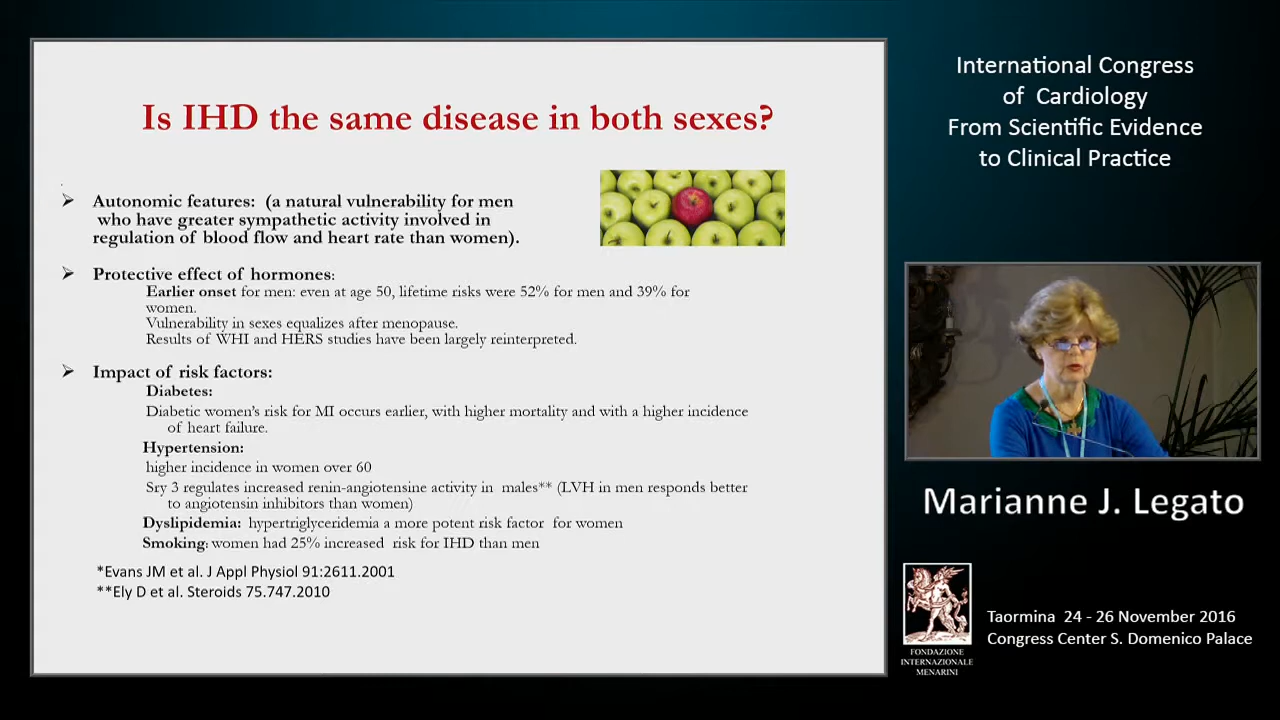 Is IHD the same disease in both sexes?
Autonomic features: (a natural vulnerability for men
who have greater sympathetic activity involved in
regulation of blood flow and heart rate than women).
Protective effect of hormones:
Earlier onset for men: even at age 50, lifetime risks were 52% for men and 39% for
women.
Vulnerability in sexes equalizes after menopause.
Results of WHI and HERS studies have been largely reinterpreted.
Impact of risk factors:
Diabetes:
Diabetic women's risk for MI occurs earlier, with higher mortality and with a higher incidence
of heart failure.
Hypertension:
higher incidence in women over 60
Sry 3 regulates increased renin-angiotensine activity in males** (LVH in men responds better
to angiotensin inhibitors than women)
Dyslipidemia: hypertriglyceridemia a more potent risk factor for women
Smoking: women had 25% increased risk for IHD than men
*Evans JM et al. J Appl Physiol 91:2611.2001
**Ely D et al. Steroids 75.747.2010
International Congress
of Cardiology
From Scientific Evidence
to Clinical Practice
Marianne J. Legato
FONDAZIONE
INTERNAZIONALE
MENARINI
Taormina 24 - 26 November 2016
Congress Center S. Domenico Palace